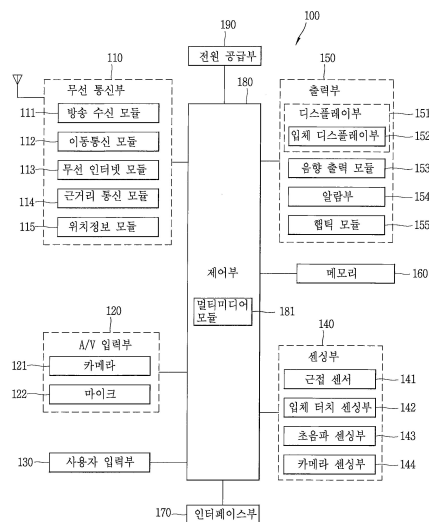 190
100
전원 공급부
110
180
150
무선 통신부
출력부
111
방송 수신 모듈
디스플레이부
151
입체 디스플레이부
152
112
이동통신 모듈
113
무선 인터넷 모듈
음향 출력 모듈
153
114
근거리 통신 모듈
알람부
154
115
위치정보 모듈
햅틱 모듈
155
제어부
메모리
160
멀티미디어
모듈
181
120
A/V 입력부
121
카메라
122
마이크
140
센싱부
근접 센서
141
입체 터치 센싱부
142
초음파 센싱부
143
카메라 센싱부
144
130
사용자 입력부
170
인터페이스부